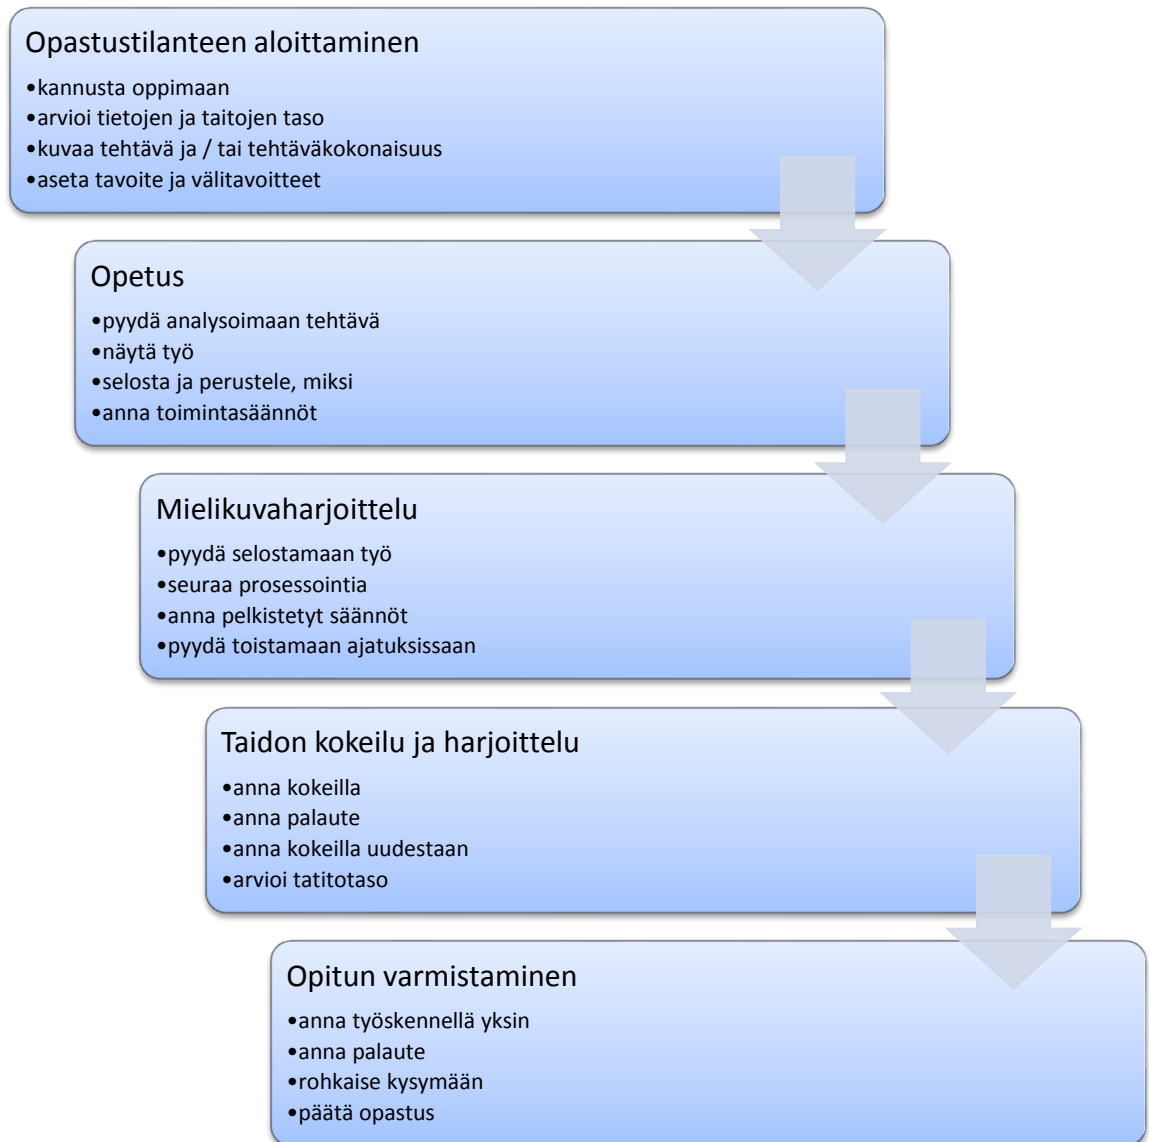 Opastustilanteen aloittaminen
•kannusta oppimaan
•arvioi tietojen ja taitojen taso
•kuvaa tehtävä ja / tai tehtäväkokonaisuus
•aseta tavoite ja välitavoitteet
Opetus
•pyydä analysoimaan tehtävä
•näytä työ
•selosta ja perustele, miksi
•anna toimintasäännöt
Mielikuvaharjoittelu
•pyydä selostamaan työ
•seuraa prosessointia
•anna pelkistetyt säännöt
•pyydä toistamaan ajatuksissaan
Taidon kokeilu ja harjoittelu
•anna kokeilla
•anna palaute
•anna kokeilla uudestaan
•arvioi tatitotaso
Opitun varmistaminen
•anna työskennellä yksin
•anna palaute
•rohkaise kysymään
•päätä opastus